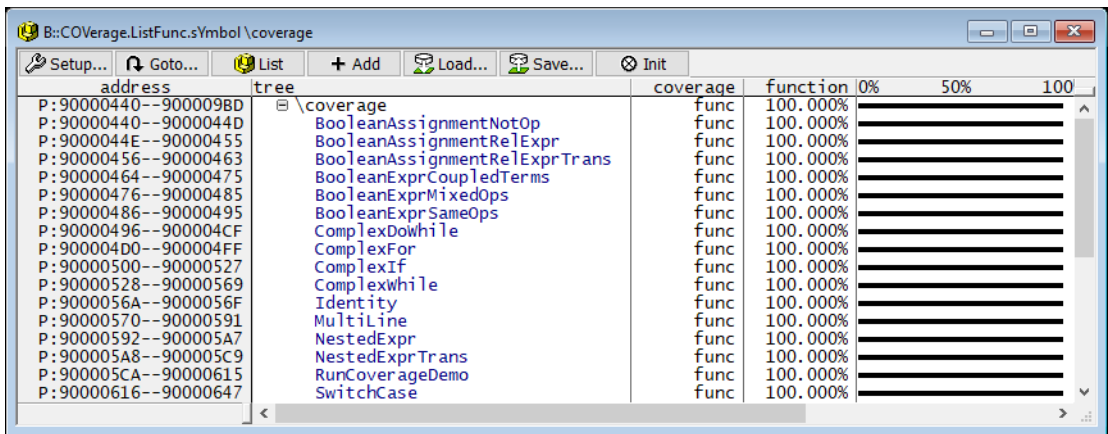 B::COVerage.ListFunc.sYmbol \coverage
Setup... Goto... List Add Load... Save... Init
address tree coverage function 0% 50% 100
P:90000440--900009BD \coverage func 100.000%
P:90000440--9000044D BooleanAssignmentNotOp func 100.000%
P:9000044E--90000455 BooleanAssignmentRelExpr func 100.000%
P:90000456--90000463 BooleanAssignmentRelExprTrans func 100.000%
P:90000464--90000475 BooleanExprCoupledTerms func 100.000%
P:90000476--90000485 BooleanExprMixedOps func 100.000%
P:90000486--90000495 BooleanExprSameOps func 100.000%
P:90000496--900004CF ComplexDoWhile func 100.000%
P:900004D0--900004FF ComplexFor func 100.000%
P:90000500--90000527 ComplexIf func 100.000%
P:90000528--90000569 ComplexWhile func 100.000%
P:9000056A--9000056F Identity func 100.000%
P:90000570--90000591 MultiLine func 100.000%
P:90000592--900005A7 NestedExpr func 100.000%
P:900005A8--900005C9 NestedExprTrans func 100.000%
P:900005CA--90000615 RunCoverageDemo func 100.000%
P:90000616--90000647 SwitchCase func 100.000%